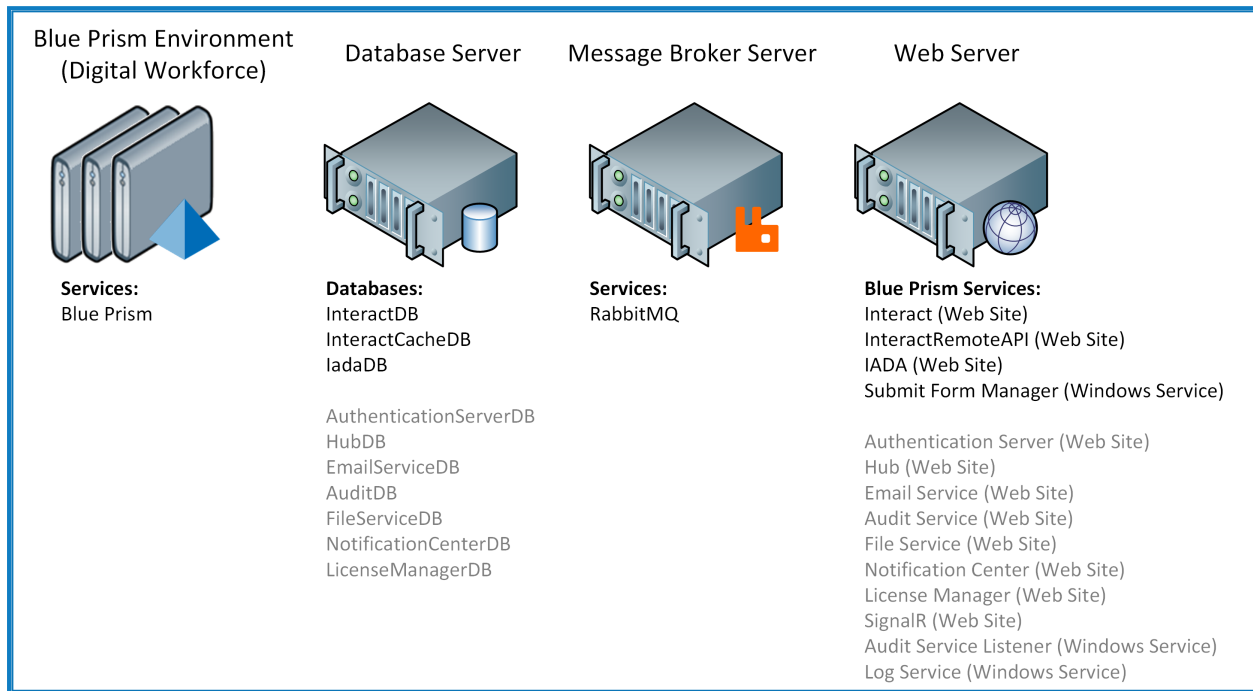 Blue Prism Environment
(Digital Workforce)
Database Server
Message Broker Server
Web Server
Services:
Blue Prism
Databases:
InteractDB
InteractCacheDB
IadaDB
AuthenticationServerDB
HubDB
EmailServiceDB
AuditDB
FileServiceDB
NotificationCenterDB
LicenseManagerDB
Services:
RabbitMQ
Blue Prism Services:
Interact (Web Site)
InteractRemoteAPI (Web Site)
IADA (Web Site)
Submit Form Manager (Windows Service)
Authentication Server (Web Site)
Hub (Web Site)
Email Service (Web Site)
Audit Service (Web Site)
File Service (Web Site)
Notification Center (Web Site)
License Manager (Web Site)
SignalR (Web Site)
Audit Service Listener (Windows Service)
Log Service (Windows Service)